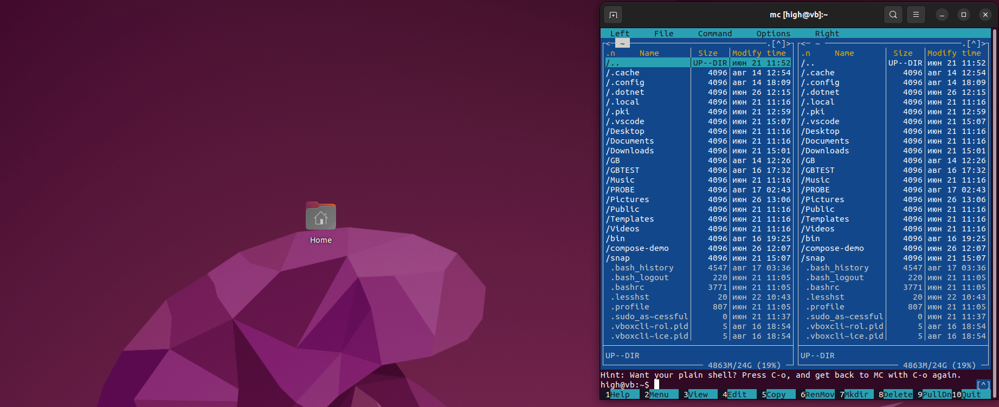 mc [high@vb]:~
Left File Command Options Right
<─ ~ .[^]> <─ ~ .[^]>
.n Name Size Modify time .n Name Size Modify time
/.. UP--DIR июн 21 11:52 /.. UP--DIR июн 21 11:52
/.cache 4096 авг 14 12:54 /.cache 4096 авг 14 12:54
/.config 4096 авг 14 18:09 /.config 4096 авг 14 18:09
/.dotnet 4096 июн 26 12:15 /.dotnet 4096 июн 26 12:15
/.local 4096 июн 21 11:16 /.local 4096 июн 21 11:16
/.pki 4096 июн 21 12:59 /.pki 4096 июн 21 12:59
/.vscode 4096 июн 21 15:07 /.vscode 4096 июн 21 15:07
/Desktop 4096 июн 21 11:16 /Desktop 4096 июн 21 11:16
/Documents 4096 июн 21 11:16 /Documents 4096 июн 21 11:16
/Downloads 4096 июн 21 15:01 /Downloads 4096 июн 21 15:01
/GB 4096 авг 14 12:26 /GB 4096 авг 14 12:26
/GBTEST 4096 авг 16 17:32 /GBTEST 4096 авг 16 17:32
/Music 4096 июн 21 11:16 /Music 4096 июн 21 11:16
/PROBE 4096 авг 17 02:43 /PROBE 4096 авг 17 02:43
/Pictures 4096 июн 26 13:06 /Pictures 4096 июн 26 13:06
/Public 4096 июн 21 11:16 /Public 4096 июн 21 11:16
/Templates 4096 июн 21 11:16 /Templates 4096 июн 21 11:16
/Videos 4096 июн 21 11:16 /Videos 4096 июн 21 11:16
/bin 4096 авг 16 19:25 /bin 4096 авг 16 19:25
/compose-demo 4096 июн 26 12:07 /compose-demo 4096 июн 26 12:07
/snap 4096 июн 21 15:07 /snap 4096 июн 21 15:07
.bash_history 4547 авг 17 03:36 .bash_history 4547 авг 17 03:36
.bash_logout 220 июн 21 11:05 .bash_logout 220 июн 21 11:05
.bashrc 3771 июн 21 11:05 .bashrc 3771 июн 21 11:05
.lesshst 20 июн 22 10:43 .lesshst 20 июн 22 10:43
.profile 807 июн 21 11:05 .profile 807 июн 21 11:05
.sudo_as~cessful 0 июн 21 11:37 .sudo_as~cessful 0 июн 21 11:37
.vboxcli~rol.pid 5 авг 16 18:54 .vboxcli~rol.pid 5 авг 16 18:54
.vboxcli~ice.pid 5 авг 16 18:54 .vboxcli~ice.pid 5 авг 16 18:54
UP--DIR UP--DIR
4863M/24G (19%) 4863M/24G (19%)
Hint: Want your plain shell? Press C-o, and get back to MC with C-o again.
high@vb:~$ [^]
1Help 2Menu 3View 4Edit 5Copy 6RenMov 7Mkdir 8Delete 9PullDn 10Quit
Home